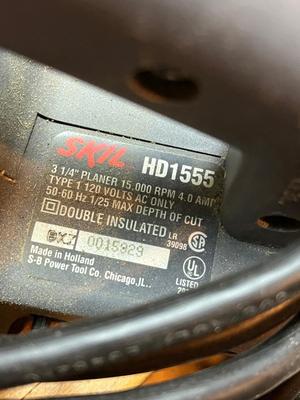 SKIL HD1555
3 1/4" PLANER 15.000 RPM 4.0 AMP
TYPE 1 120 VOLTS AC ONLY
50-60 Hz 1/25 MAX DEPTH OF CUT
DOUBLE INSULATED
LR
39098
0015829
Made in Holland
S-B Power Tool Co. Chicago,IL..
UL
LISTED